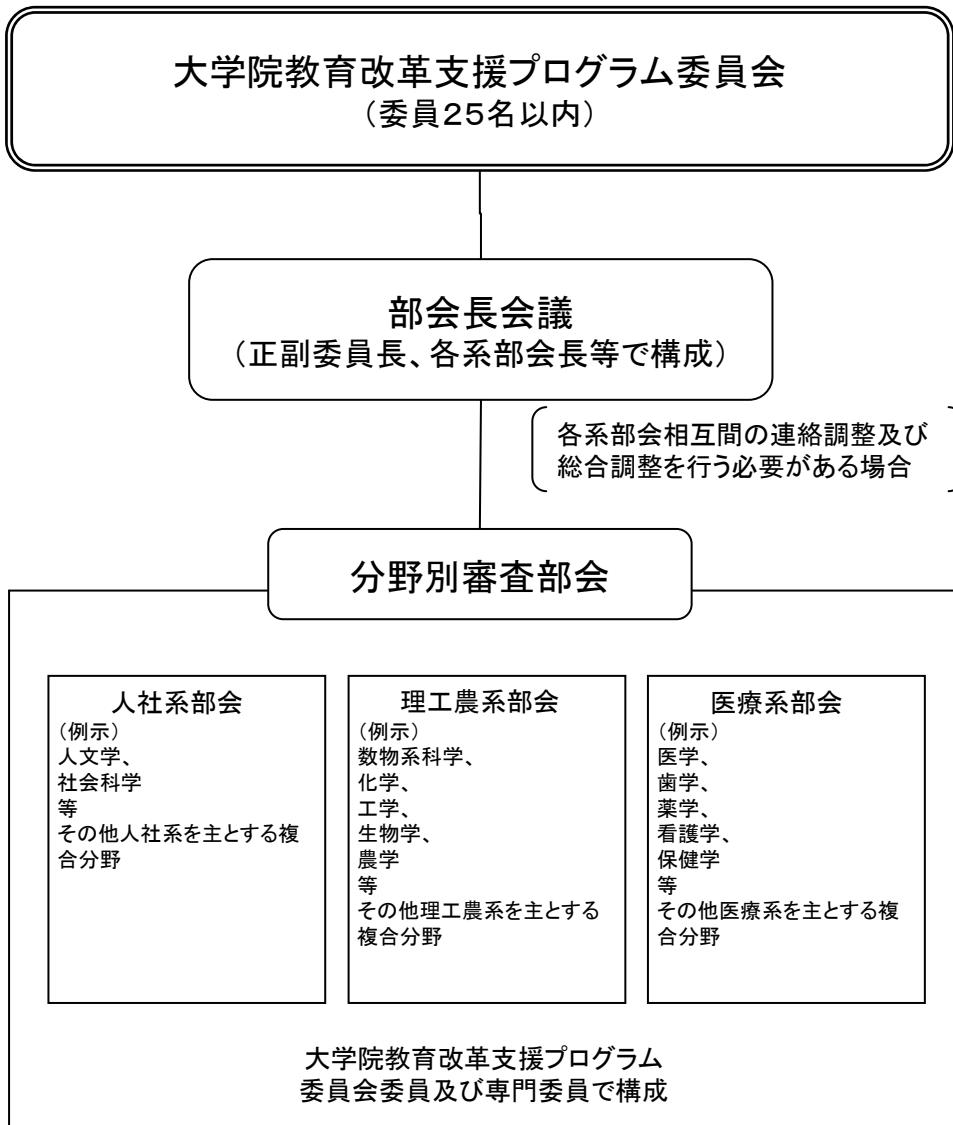 大学院教育改革支援プログラム委員会
（委員２５名以内）
部会長会議
（正副委員長、各系部会長等で構成）
各系部会相互間の連絡調整及び
総合調整を行う必要がある場合
分野別審査部会
人社系部会
（例示）
人文学、
社会科学
等
その他人社系を主とする複
合分野
理工農系部会
（例示）
数物系科学、
化学、
工学、
生物学、
農学
等
その他理工農系を主とする
複合分野
医療系部会
（例示）
医学、
歯学、
薬学、
看護学、
保健学
等
その他医療系を主とする複
合分野
大学院教育改革支援プログラム
委員会委員及び専門委員で構成